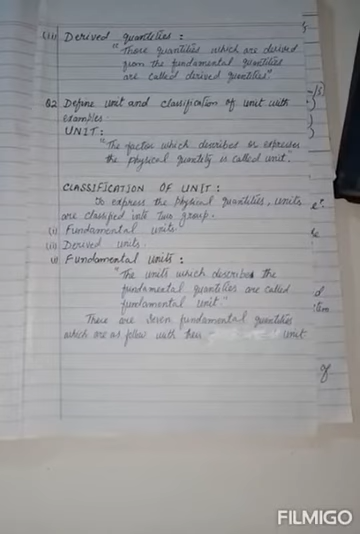 (ii) Derived quantities :
"Those quantities which are derived
from the fundamental quantities
are called derived quantities"
Q2 Define unit and classification of unit with
examples.
UNIT :
"The factor which describes or expresses
the physical quantity is called unit".
CLASSIFICATION OF UNIT :
To express the physical quantities, units
are classified into two group.
(i) Fundamental units.
(ii) Derived units.
(i) Fundamental units :
"The units which describes the
fundamental quantities are called
fundamental unit"
There are seven fundamental quantities
which are as follow with their unit
of
FILMIGO